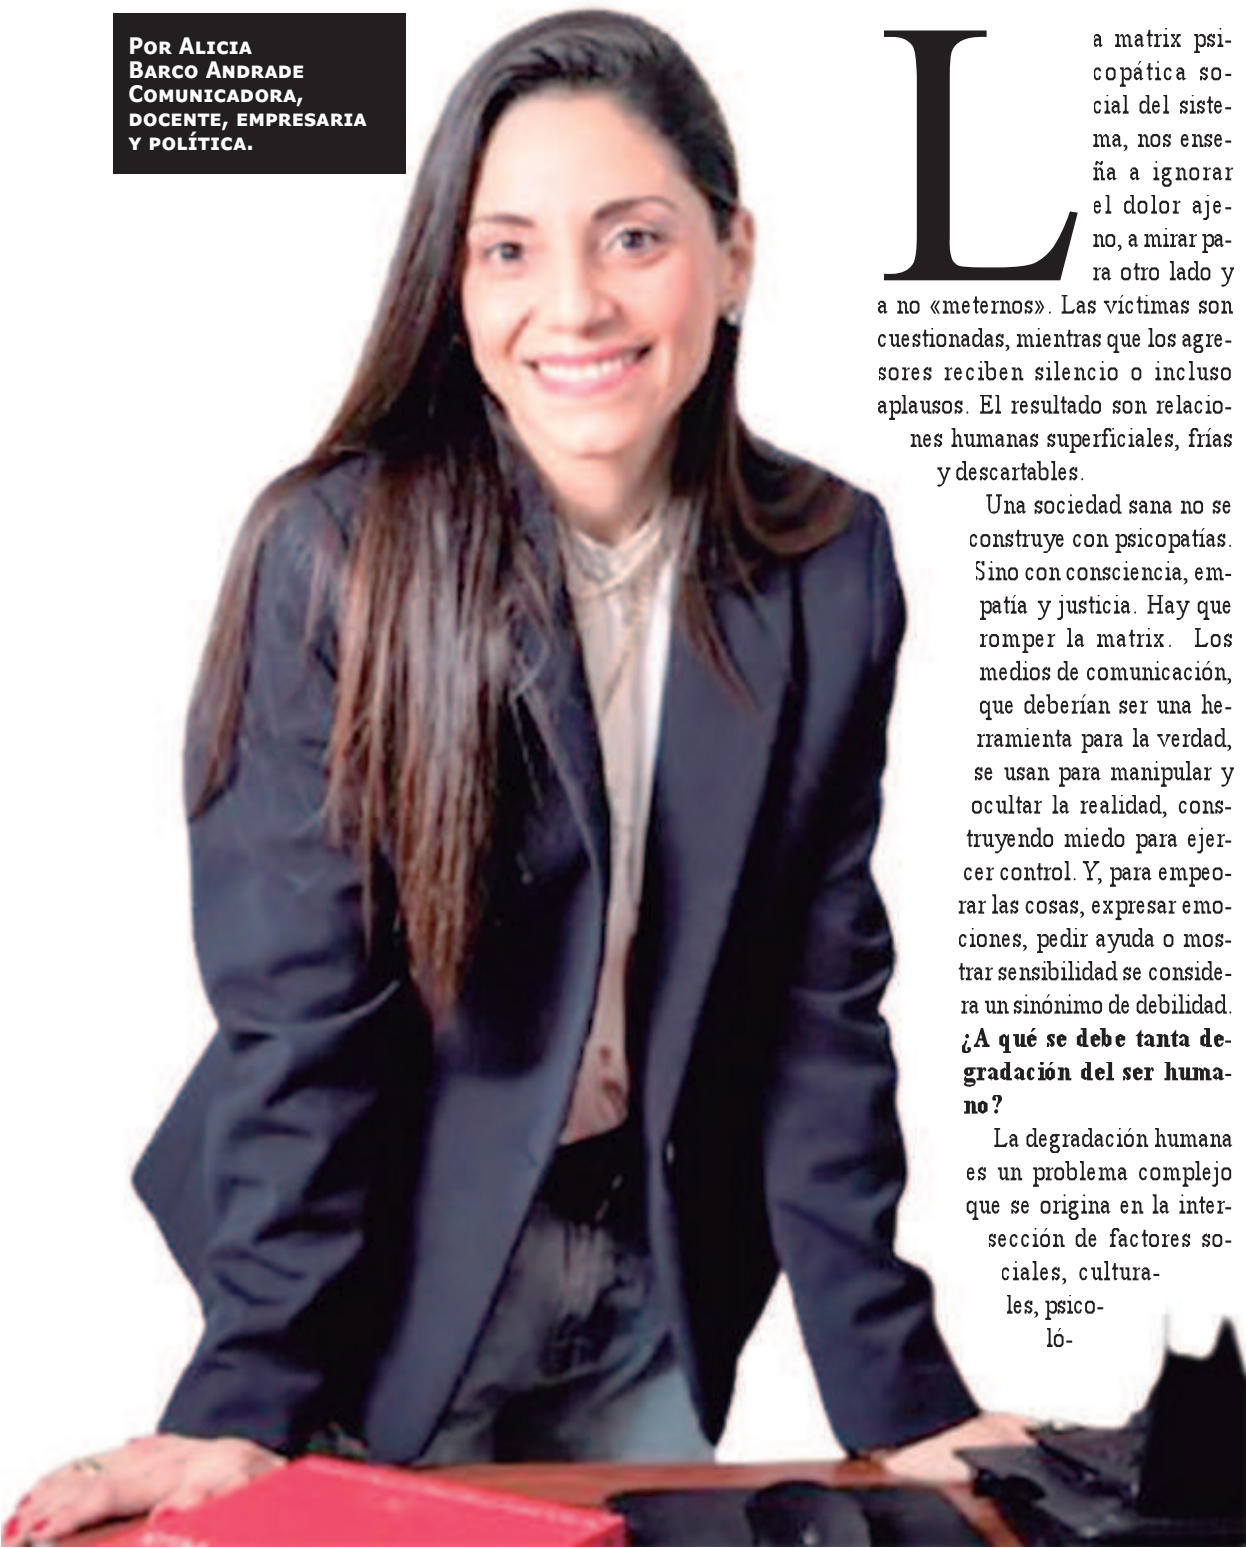 POR ALICIA
BARCO ANDRADE
COMUNICADORA,
DOCENTE, EMPRESARIA
Y POLÍTICA.
La matrix psi-
copática so-
cial del siste-
ma, nos ense-
ña a ignorar
el dolor aje-
no, a mirar pa-
ra otro lado y
a no «meternos». Las víctimas son
cuestionadas, mientras que los agre-
sores reciben silencio o incluso
aplausos. El resultado son relacio-
nes humanas superficiales, frías
y descartables.
Una sociedad sana no se
construye con psicopatías.
Sino con consciencia, em-
patía y justicia. Hay que
romper la matrix. Los
medios de comunicación,
que deberían ser una he-
rramienta para la verdad,
se usan para manipular y
ocultar la realidad, cons-
truyendo miedo para ejer-
cer control. Y, para empeo-
rar las cosas, expresar emo-
ciones, pedir ayuda o mos-
trar sensibilidad se conside-
ra un sinónimo de debilidad.
¿A qué se debe tanta de-
gradación del ser huma-
no?
La degradación humana
es un problema complejo
que se origina en la inter-
sección de factores so-
ciales, cultura-
les, psico-
ló-